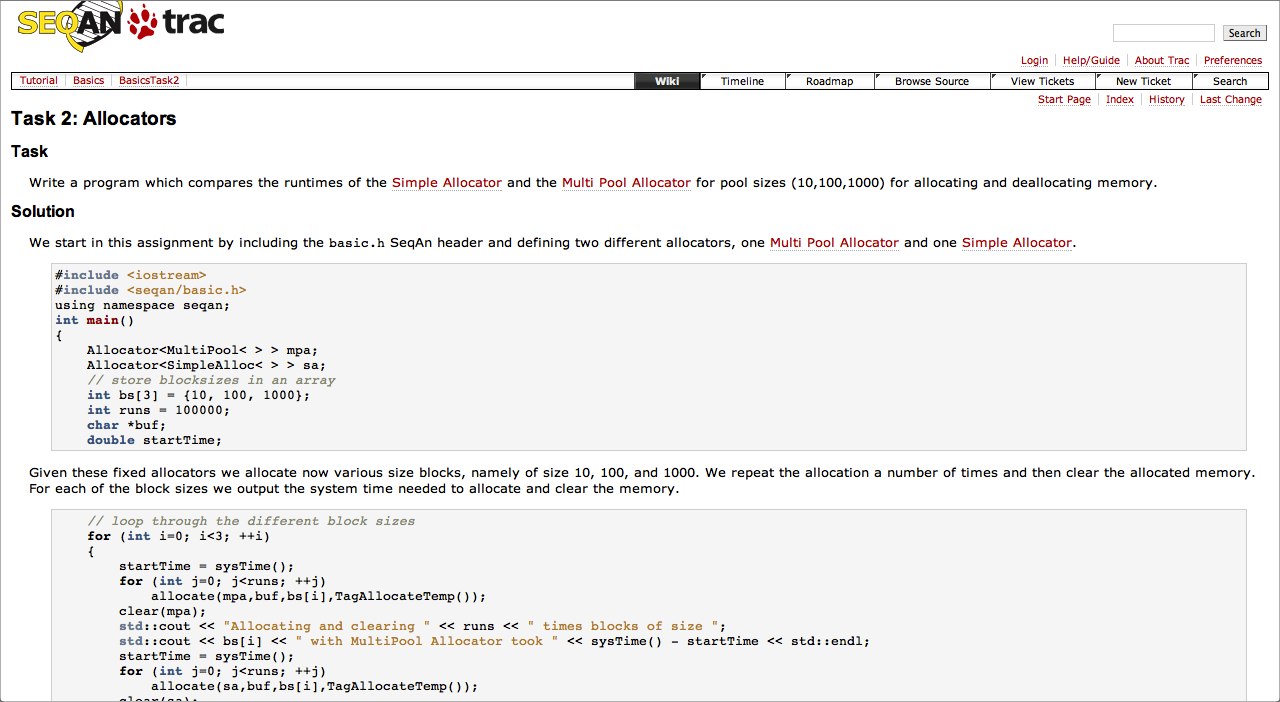 SEQAN trac
Search
Login Help/Guide About Trac Preferences
Tutorial Basics BasicsTask2 Wiki Timeline Roadmap Browse Source View Tickets New Ticket Search
Start Page Index History Last Change
Task 2: Allocators
Task
Write a program which compares the runtimes of the Simple Allocator and the Multi Pool Allocator for pool sizes (10,100,1000) for allocating and deallocating memory.
Solution
We start in this assignment by including the basic.h SeqAn header and defining two different allocators, one Multi Pool Allocator and one Simple Allocator.
#include <iostream>
#include <seqan/basic.h>
using namespace seqan;
int main()
{
    Allocator<MultiPool< > > mpa;
    Allocator<SimpleAlloc< > > sa;
    // store blocksizes in an array
    int bs[3] = {10, 100, 1000};
    int runs = 100000;
    char *buf;
    double startTime;
Given these fixed allocators we allocate now various size blocks, namely of size 10, 100, and 1000. We repeat the allocation a number of times and then clear the allocated memory.
For each of the block sizes we output the system time needed to allocate and clear the memory.
    // loop through the different block sizes
    for (int i=0; i<3; ++i)
    {
        startTime = sysTime();
        for (int j=0; j<runs; ++j)
            allocate(mpa,buf,bs[i],TagAllocateTemp());
        clear(mpa);
        std::cout << "Allocating and clearing " << runs << " times blocks of size ";
        std::cout << bs[i] << " with MultiPool Allocator took " << sysTime() - startTime << std::endl;
        startTime = sysTime();
        for (int j=0; j<runs; ++j)
            allocate(sa,buf,bs[i],TagAllocateTemp());
        clear(sa);